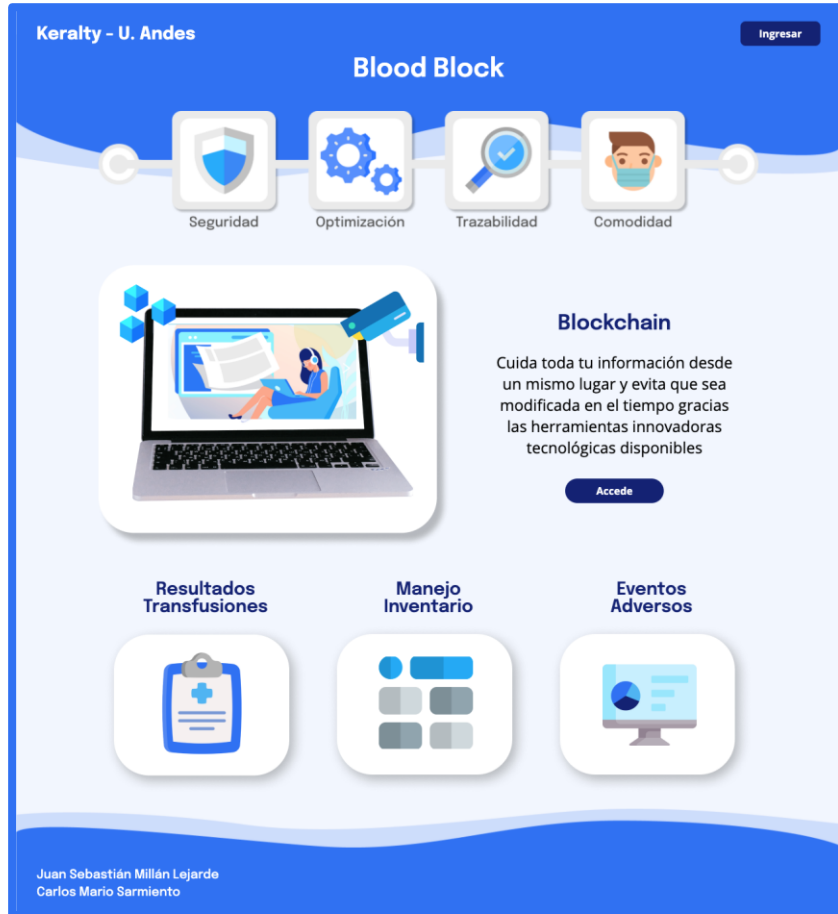 Keralty - U. Andes
Ingresar
Blood Block
Seguridad
Optimización
Trazabilidad
Comodidad
Blockchain
Cuida toda tu información desde
un mismo lugar y evita que sea
modificada en el tiempo gracias
las herramientas innovadoras
tecnológicas disponibles
Accede
Resultados
Transfusiones
Manejo
Inventario
Eventos
Adversos
Juan Sebastián Millán Lejarde
Carlos Mario Sarmiento